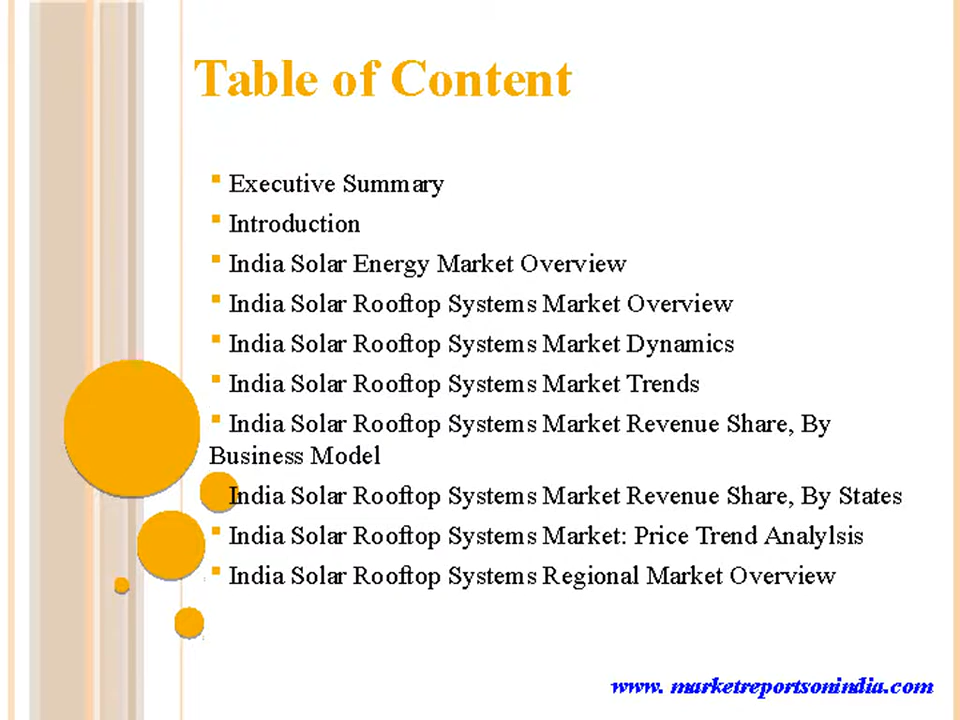 Table of Content
Executive Summary
Introduction
India Solar Energy Market Overview
India Solar Rooftop Systems Market Overview
India Solar Rooftop Systems Market Dynamics
India Solar Rooftop Systems Market Trends
India Solar Rooftop Systems Market Revenue Share, By
Business Model
India Solar Rooftop Systems Market Revenue Share, By States
India Solar Rooftop Systems Market: Price Trend Analylsis
India Solar Rooftop Systems Regional Market Overview
www. marketreportsonindia.com